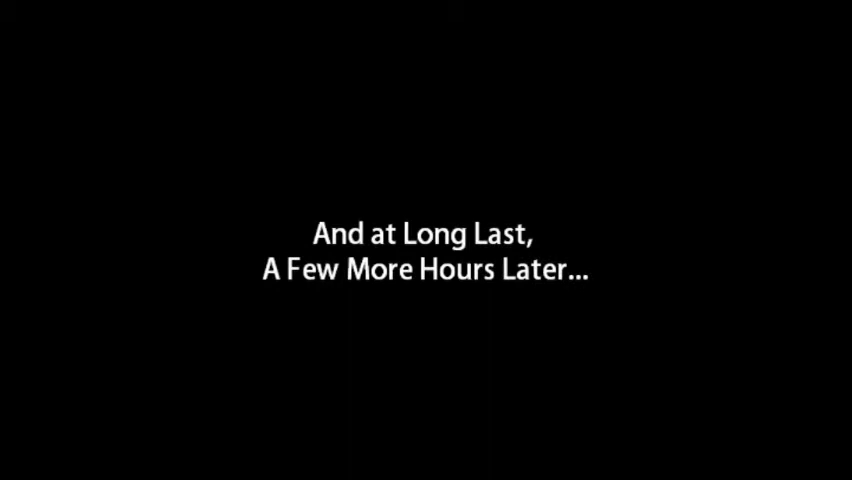 And at Long Last,
A Few More Hours Later...